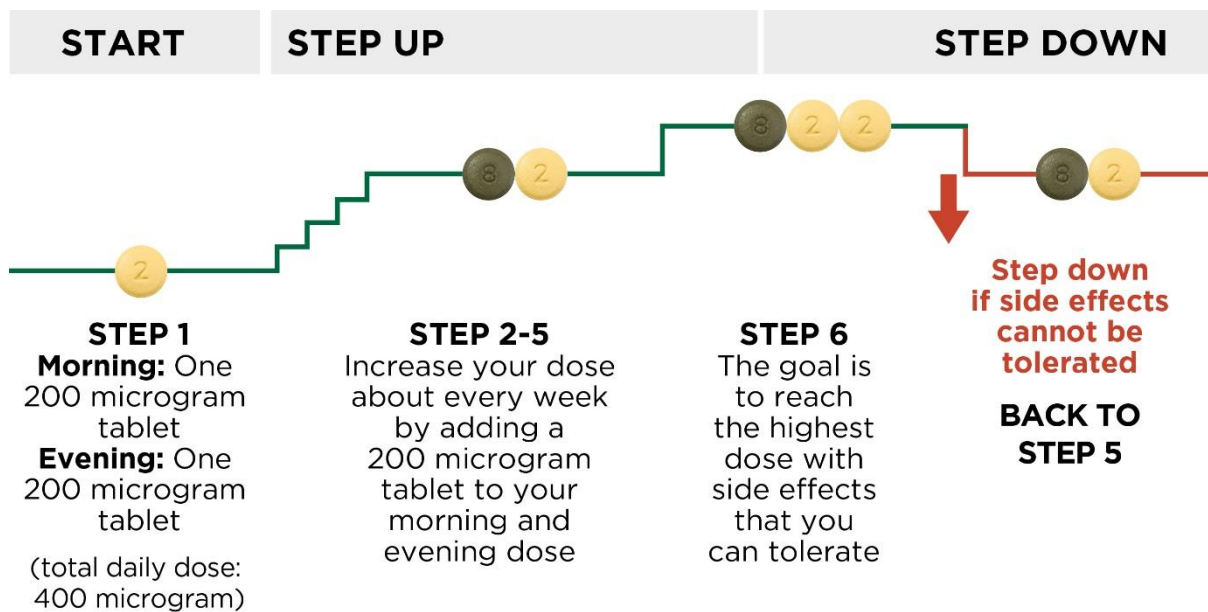 START
STEP UP
STEP DOWN
2
8 2
8 2 2
8 2
STEP 1
Morning: One
200 microgram
tablet
Evening: One
200 microgram
tablet
(total daily dose:
400 microgram)
STEP 2-5
Increase your dose
about every week
by adding a
200 microgram
tablet to your
morning and
evening dose
STEP 6
The goal is
to reach
the highest
dose with
side effects
that you
can tolerate
Step down
if side effects
cannot be
tolerated
BACK TO
STEP 5